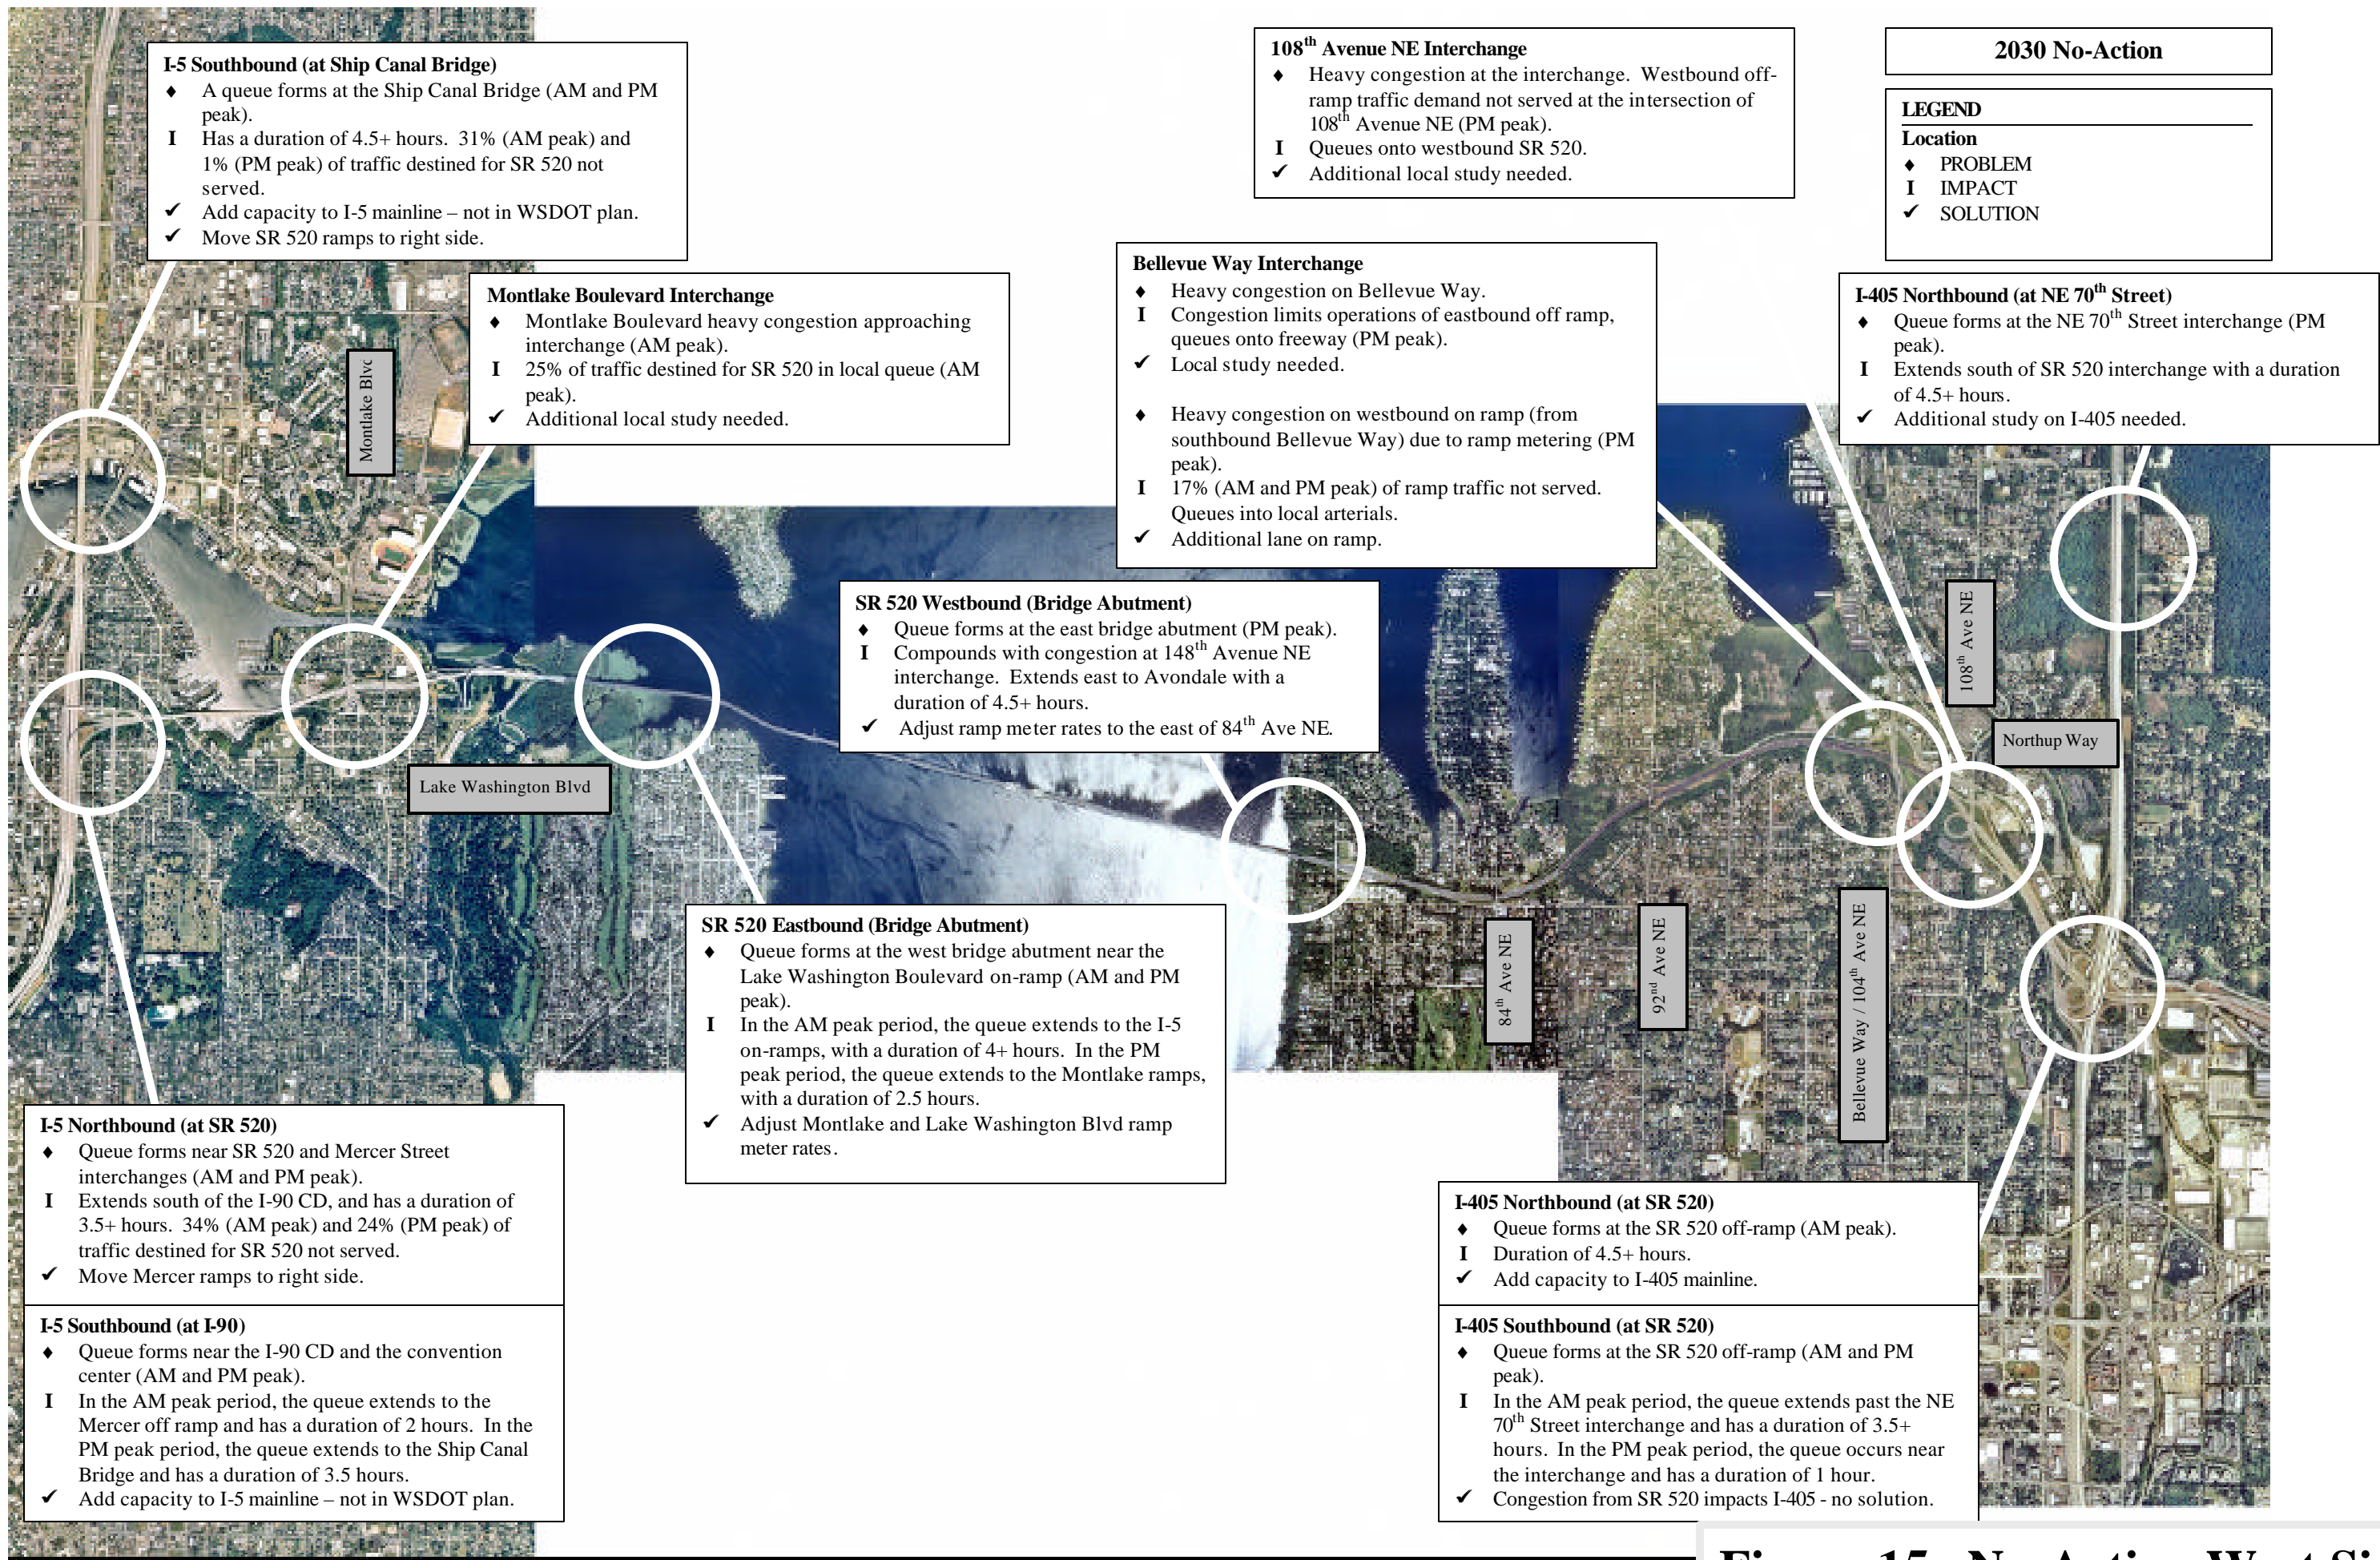 I-5 Southbound (at Ship Canal Bridge)
♦ A queue forms at the Ship Canal Bridge (AM and PM
peak).
I Has a duration of 4.5+ hours. 31% (AM peak) and
1% (PM peak) of traffic destined for SR 520 not
served.
✓ Add capacity to I-5 mainline – not in WSDOT plan.
✓ Move SR 520 ramps to right side.
108th Avenue NE Interchange
♦ Heavy congestion at the interchange. Westbound off-
ramp traffic demand not served at the intersection of
108th Avenue NE (PM peak).
I Queues onto westbound SR 520.
✓ Additional local study needed.
2030 No-Action
LEGEND
Location
♦ PROBLEM
I IMPACT
✓ SOLUTION
Montlake Boulevard Interchange
♦ Montlake Boulevard heavy congestion approaching
interchange (AM peak).
I 25% of traffic destined for SR 520 in local queue (AM
peak).
✓ Additional local study needed.
Bellevue Way Interchange
♦ Heavy congestion on Bellevue Way.
I Congestion limits operations of eastbound off ramp,
queues onto freeway (PM peak).
✓ Local study needed.
♦ Heavy congestion on westbound on ramp (from
southbound Bellevue Way) due to ramp metering (PM
peak).
I 17% (AM and PM peak) of ramp traffic not served.
Queues into local arterials.
✓ Additional lane on ramp.
I-405 Northbound (at NE 70th Street)
♦ Queue forms at the NE 70th Street interchange (PM
peak).
I Extends south of SR 520 interchange with a duration
of 4.5+ hours.
✓ Additional study on I-405 needed.
Montlake Blvd
SR 520 Westbound (Bridge Abutment)
♦ Queue forms at the east bridge abutment (PM peak).
I Compounds with congestion at 148th Avenue NE
interchange. Extends east to Avondale with a
duration of 4.5+ hours.
✓ Adjust ramp meter rates to the east of 84th Ave NE.
108th Ave NE
Northup Way
Lake Washington Blvd
SR 520 Eastbound (Bridge Abutment)
♦ Queue forms at the west bridge abutment near the
Lake Washington Boulevard on-ramp (AM and PM
peak).
I In the AM peak period, the queue extends to the I-5
on-ramps, with a duration of 4+ hours. In the PM
peak period, the queue extends to the Montlake ramps,
with a duration of 2.5 hours.
✓ Adjust Montlake and Lake Washington Blvd ramp
meter rates.
84th Ave NE
92nd Ave NE
Bellevue Way / 104th Ave NE
I-5 Northbound (at SR 520)
♦ Queue forms near SR 520 and Mercer Street
interchanges (AM and PM peak).
I Extends south of the I-90 CD, and has a duration of
3.5+ hours. 34% (AM peak) and 24% (PM peak) of
traffic destined for SR 520 not served.
✓ Move Mercer ramps to right side.
I-5 Southbound (at I-90)
♦ Queue forms near the I-90 CD and the convention
center (AM and PM peak).
I In the AM peak period, the queue extends to the
Mercer off ramp and has a duration of 2 hours. In the
PM peak period, the queue extends to the Ship Canal
Bridge and has a duration of 3.5 hours.
✓ Add capacity to I-5 mainline – not in WSDOT plan.
I-405 Northbound (at SR 520)
♦ Queue forms at the SR 520 off-ramp (AM peak).
I Duration of 4.5+ hours.
✓ Add capacity to I-405 mainline.
I-405 Southbound (at SR 520)
♦ Queue forms at the SR 520 off-ramp (AM and PM
peak).
I In the AM peak period, the queue extends past the NE
70th Street interchange and has a duration of 3.5+
hours. In the PM peak period, the queue occurs near
the interchange and has a duration of 1 hour.
✓ Congestion from SR 520 impacts I-405 - no solution.